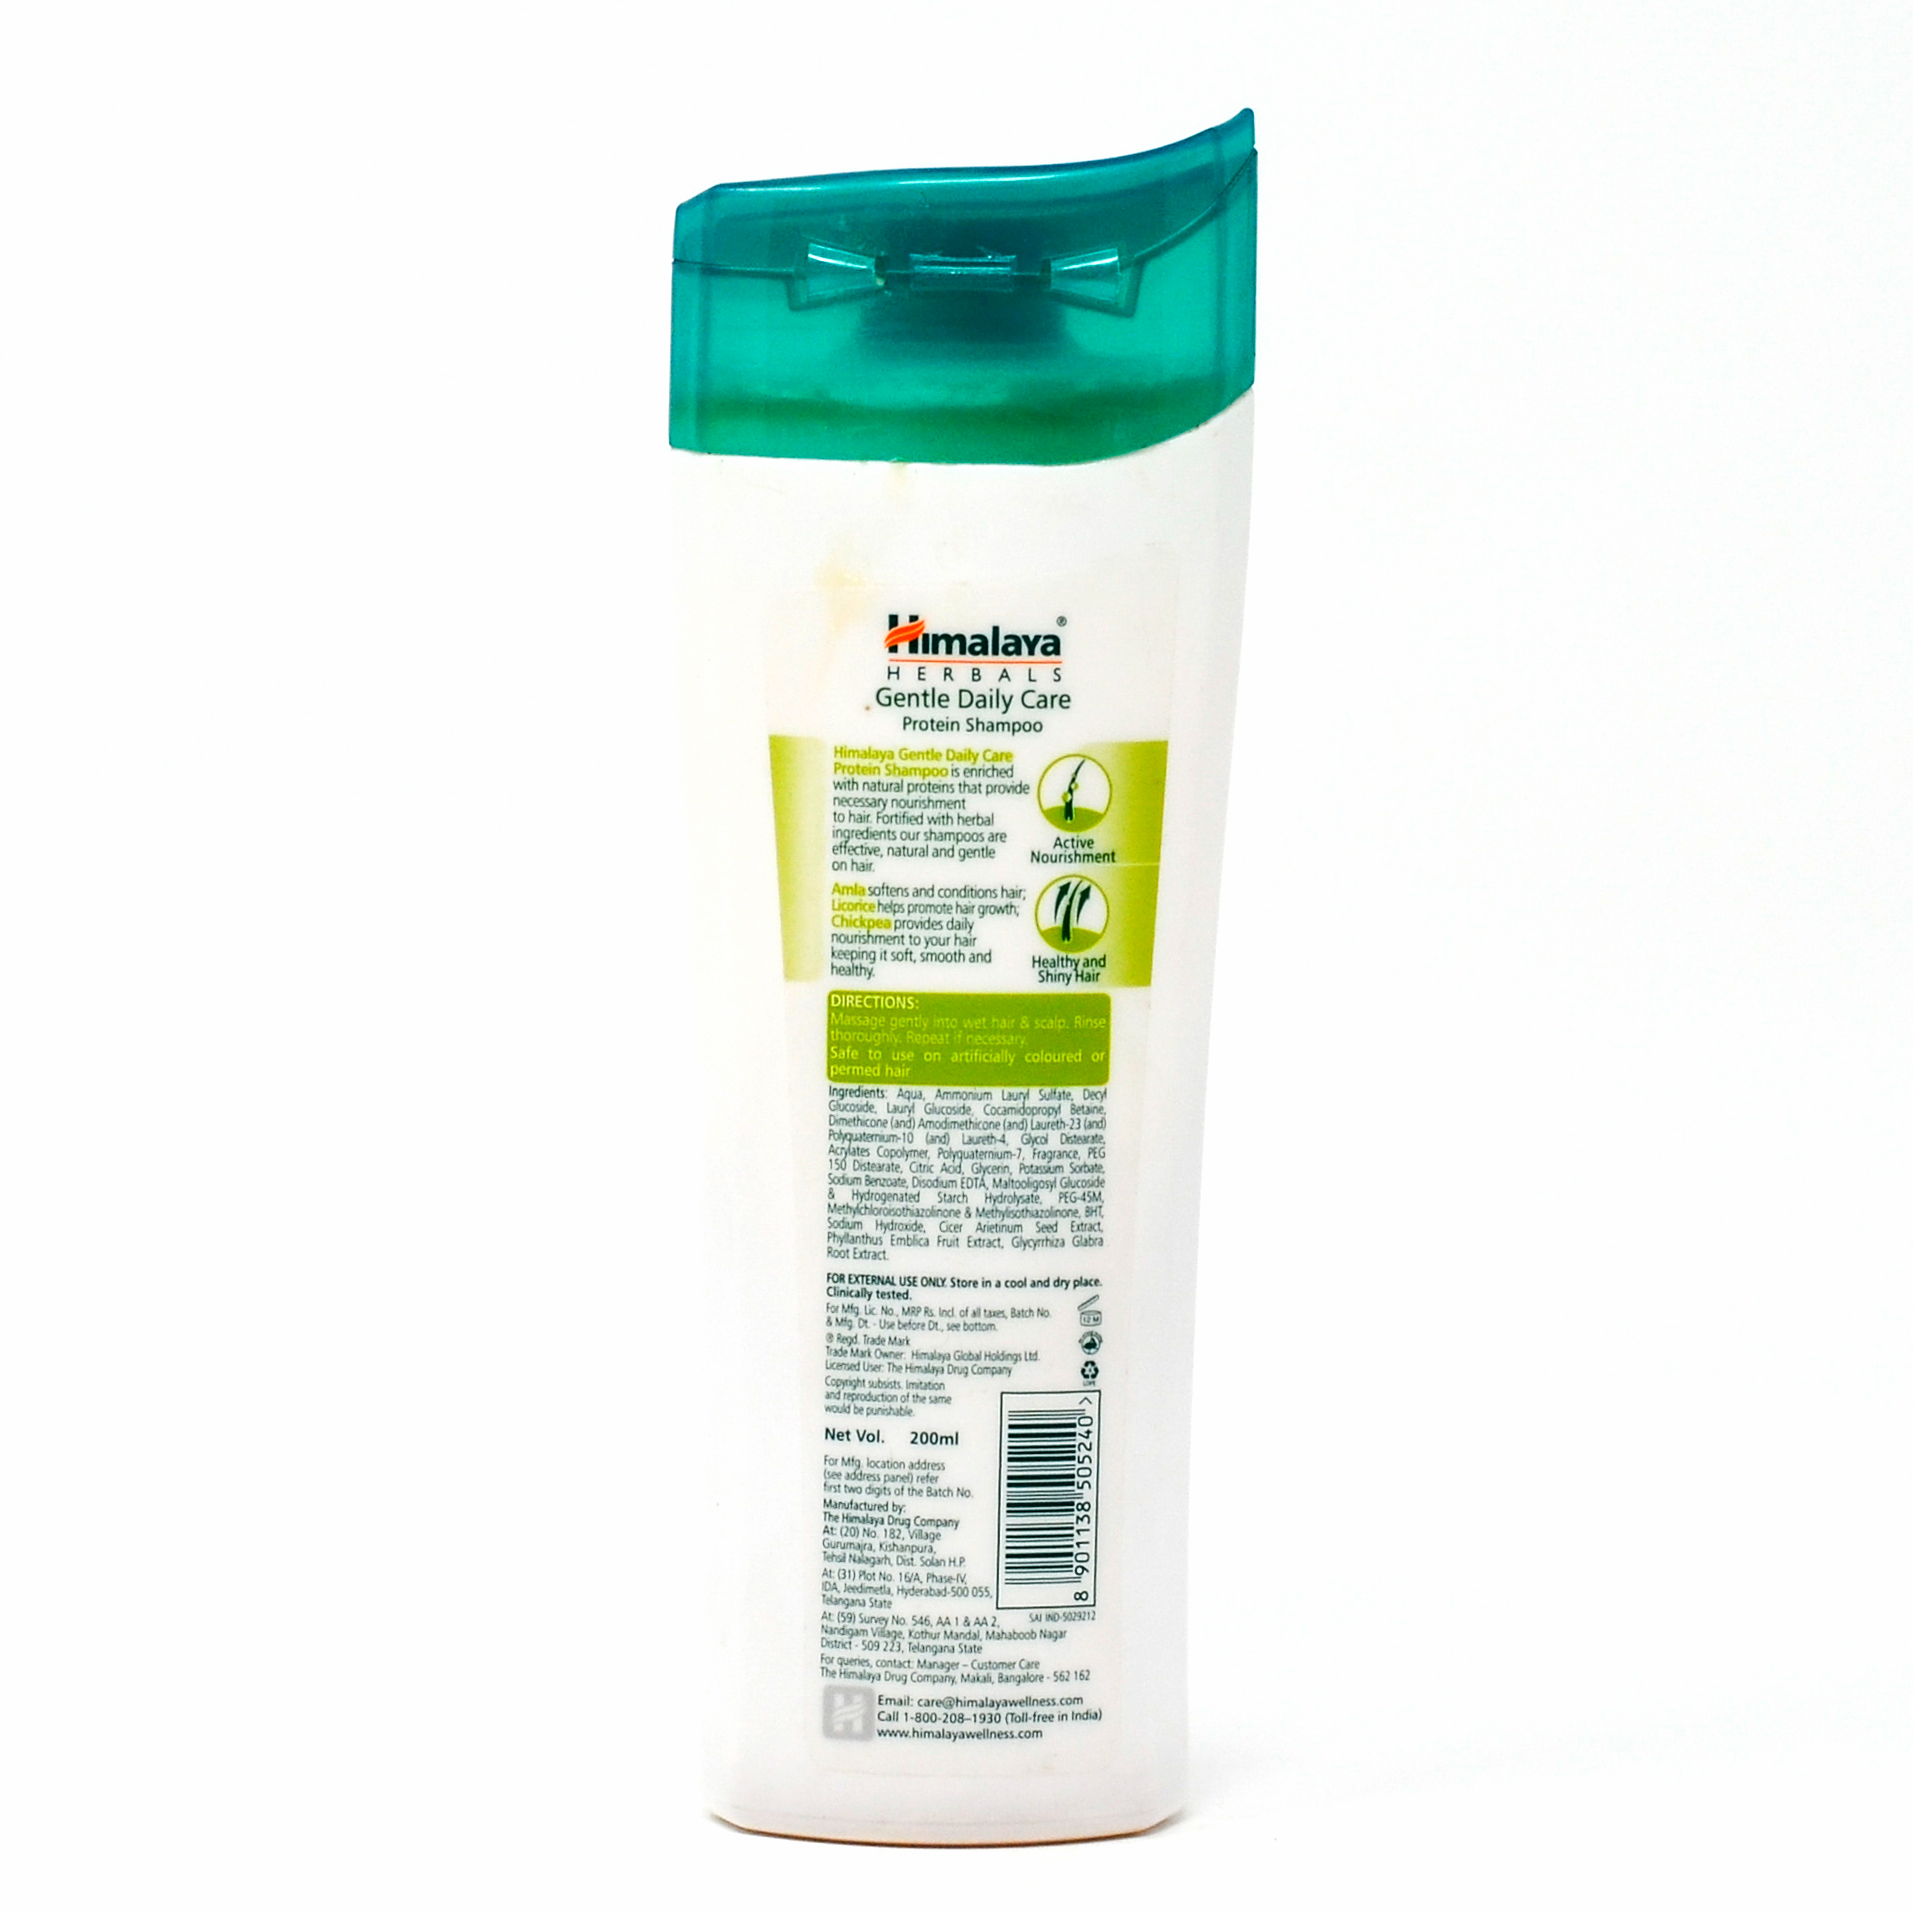 Himalaya®
HERBALS
Gentle Daily Care
Protein Shampoo
Himalaya Gentle Daily Care
Protein Shampoo is enriched
with natural proteins that provide
necessary nourishment
to hair. Fortified with herbal
ingredients our shampoos are
effective, natural and gentle
on hair.
Amla softens and conditions hair;
Licorice helps promote hair growth;
Chickpea provides daily
nourishment to your hair
keeping it soft, smooth and
healthy.
Active
Nourishment
Healthy and
Shiny Hair
DIRECTIONS:
Massage gently into wet hair & scalp. Rinse
thoroughly. Repeat if necessary.
Safe to use on artificially coloured or
permed hair
Ingredients: Aqua, Ammonium Lauryl Sulfate, Decyl
Glucoside, Lauryl Glucoside, Cocamidopropyl Betaine,
Dimethicone (and) Amodimethicone (and) Laureth-23 (and)
Polyquaternium-10 (and) Laureth-4, Glycol Distearate,
Acrylates Copolymer, Polyquaternium-7, Fragrance, PEG
150 Distearate, Citric Acid, Glycerin, Potassium Sorbate,
Sodium Benzoate, Disodium EDTA, Maltooligosyl Glucoside
& Hydrogenated Starch Hydrolysate, PEG-45M,
Methylchloroisothiazolinone & Methylisothiazolinone, BHT,
Sodium Hydroxide, Cicer Arietinum Seed Extract,
Phyllanthus Emblica Fruit Extract, Glycyrrhiza Glabra
Root Extract.
FOR EXTERNAL USE ONLY. Store in a cool and dry place.
Clinically tested.
For Mfg. Lic. No., MRP Rs. Incl. of all taxes, Batch No.
& Mfg. Dt. - Use before Dt., see bottom.
® Regd. Trade Mark
Trade Mark Owner: Himalaya Global Holdings Ltd.
Licensed User: The Himalaya Drug Company
Copyright subsists. Imitation
and reproduction of the same
would be punishable.
12 M
LDPE
Net Vol. 200ml
For Mfg. location address
(see address panel) refer
first two digits of the Batch No.
Manufactured by:
The Himalaya Drug Company
At: (20) No. 182, Village
Gurumajra, Kishanpura,
Tehsil Nalagarh, Dist. Solan H.P.
At: (31) Plot No. 16/A, Phase-IV,
IDA, Jeedimetla, Hyderabad-500 055,
Telangana State
At: (59) Survey No. 546, AA 1 & AA 2,
Nandigam Village, Kothur Mandal, Mahaboob Nagar
District - 509 223, Telangana State
8 901138 505240 >
SAI IND-5029212
For queries, contact: Manager – Customer Care
The Himalaya Drug Company, Makali, Bangalore - 562 162
Email: care@himalayawellness.com
Call 1-800-208–1930 (Toll-free in India)
www.himalayawellness.com